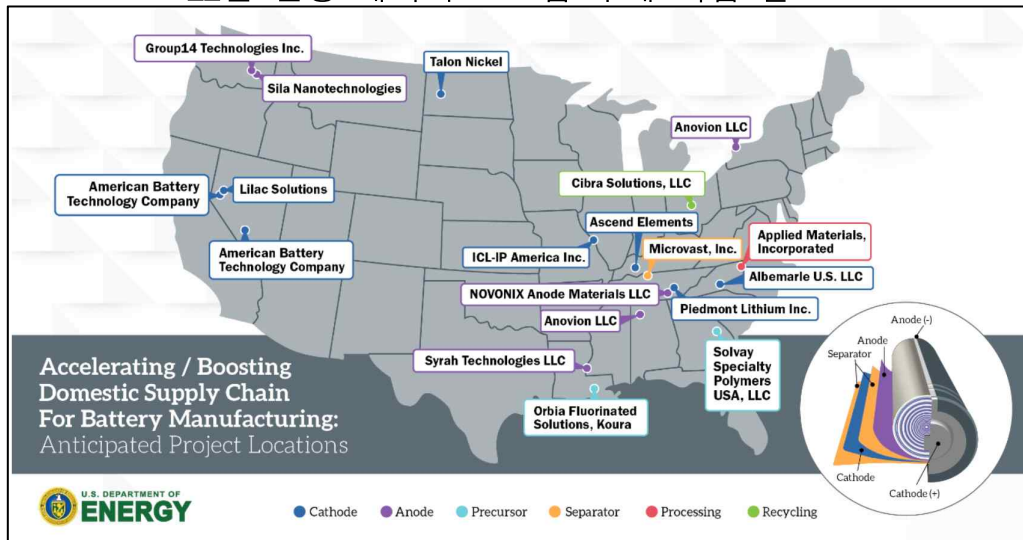 Group14 Technologies Inc.
Sila Nanotechnologies
Talon Nickel
Anovion LLC
American Battery
Technology Company
Lilac Solutions
Cibra Solutions, LLC
Ascend Elements
American Battery
Technology Company
ICL-IP America Inc.
Microvast, Inc.
Applied Materials,
Incorporated
Albemarle U.S. LLC
NOVONIX Anode Materials LLC
Piedmont Lithium Inc.
Anovion LLC
Syrah Technologies LLC
Solvay
Specialty
Polymers
USA, LLC
Orbia Fluorinated
Solutions, Koura
Accelerating / Boosting
Domestic Supply Chain
For Battery Manufacturing:
Anticipated Project Locations
Anode (-)
Anode
Separator
Cathode
Cathode (+)
U.S. DEPARTMENT OF
ENERGY
Cathode
Anode
Precursor
Separator
Processing
Recycling